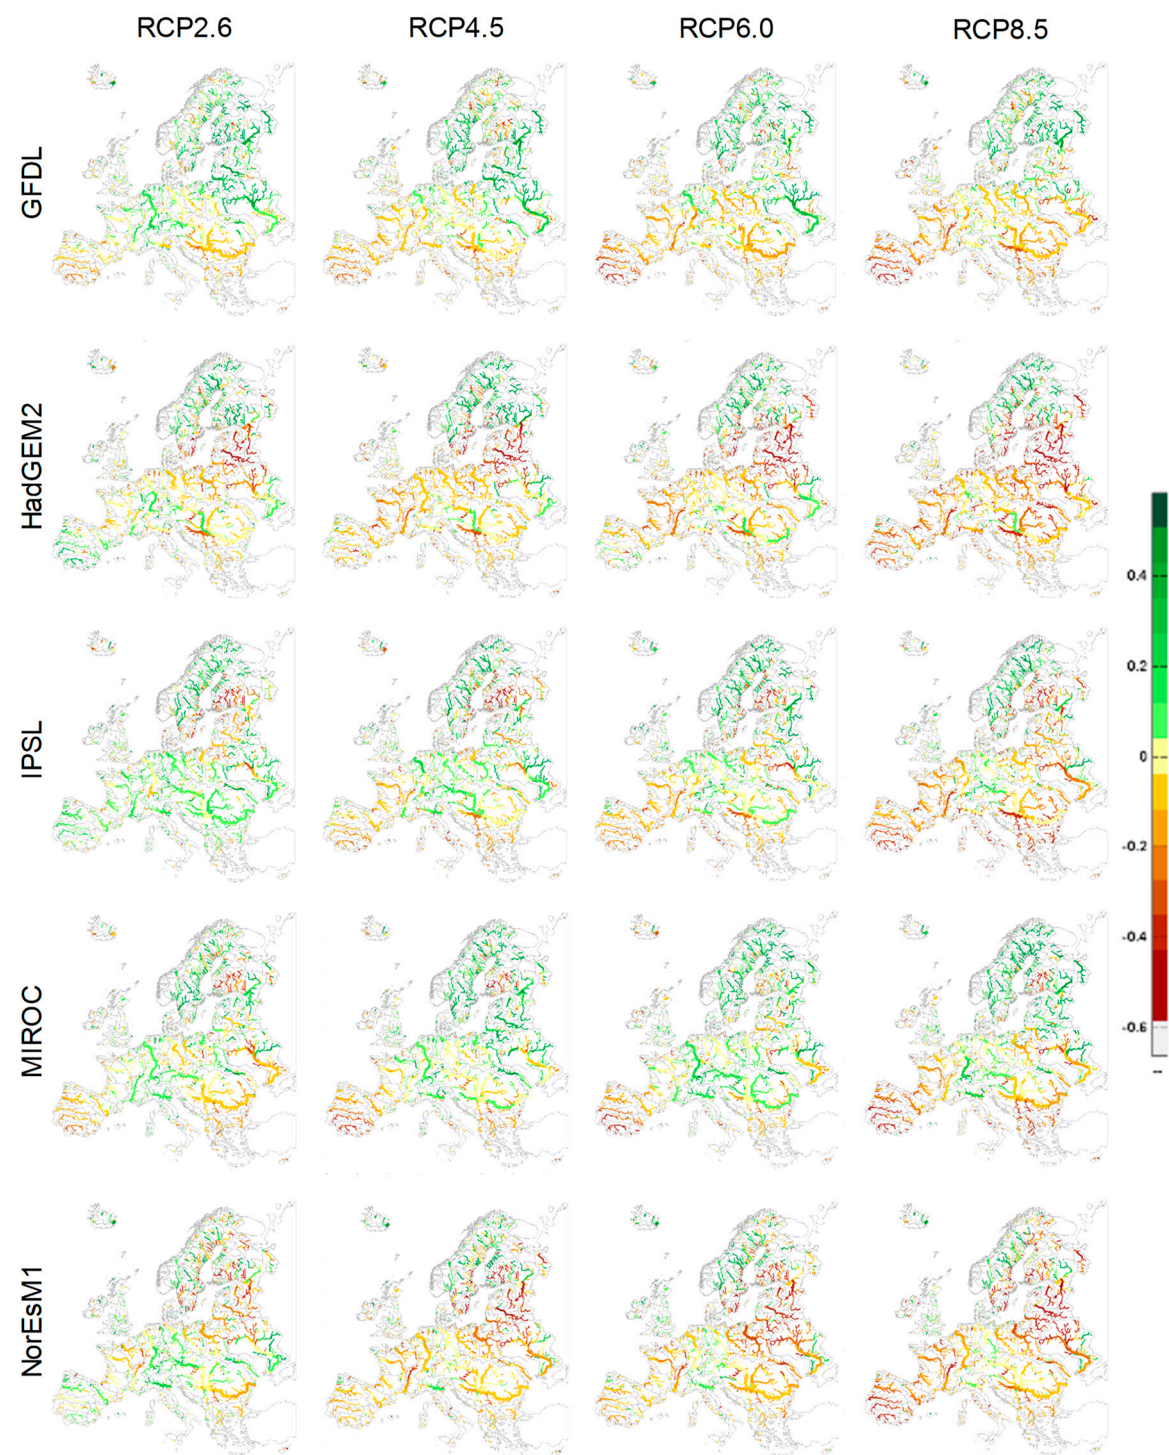 RCP2.6 RCP4.5 RCP6.0 RCP8.5
GFDL
HadGEM2
IPSL
MIROC
NorEsM1
0.4
0.2
0
-0.2
-0.4
-0.6
--